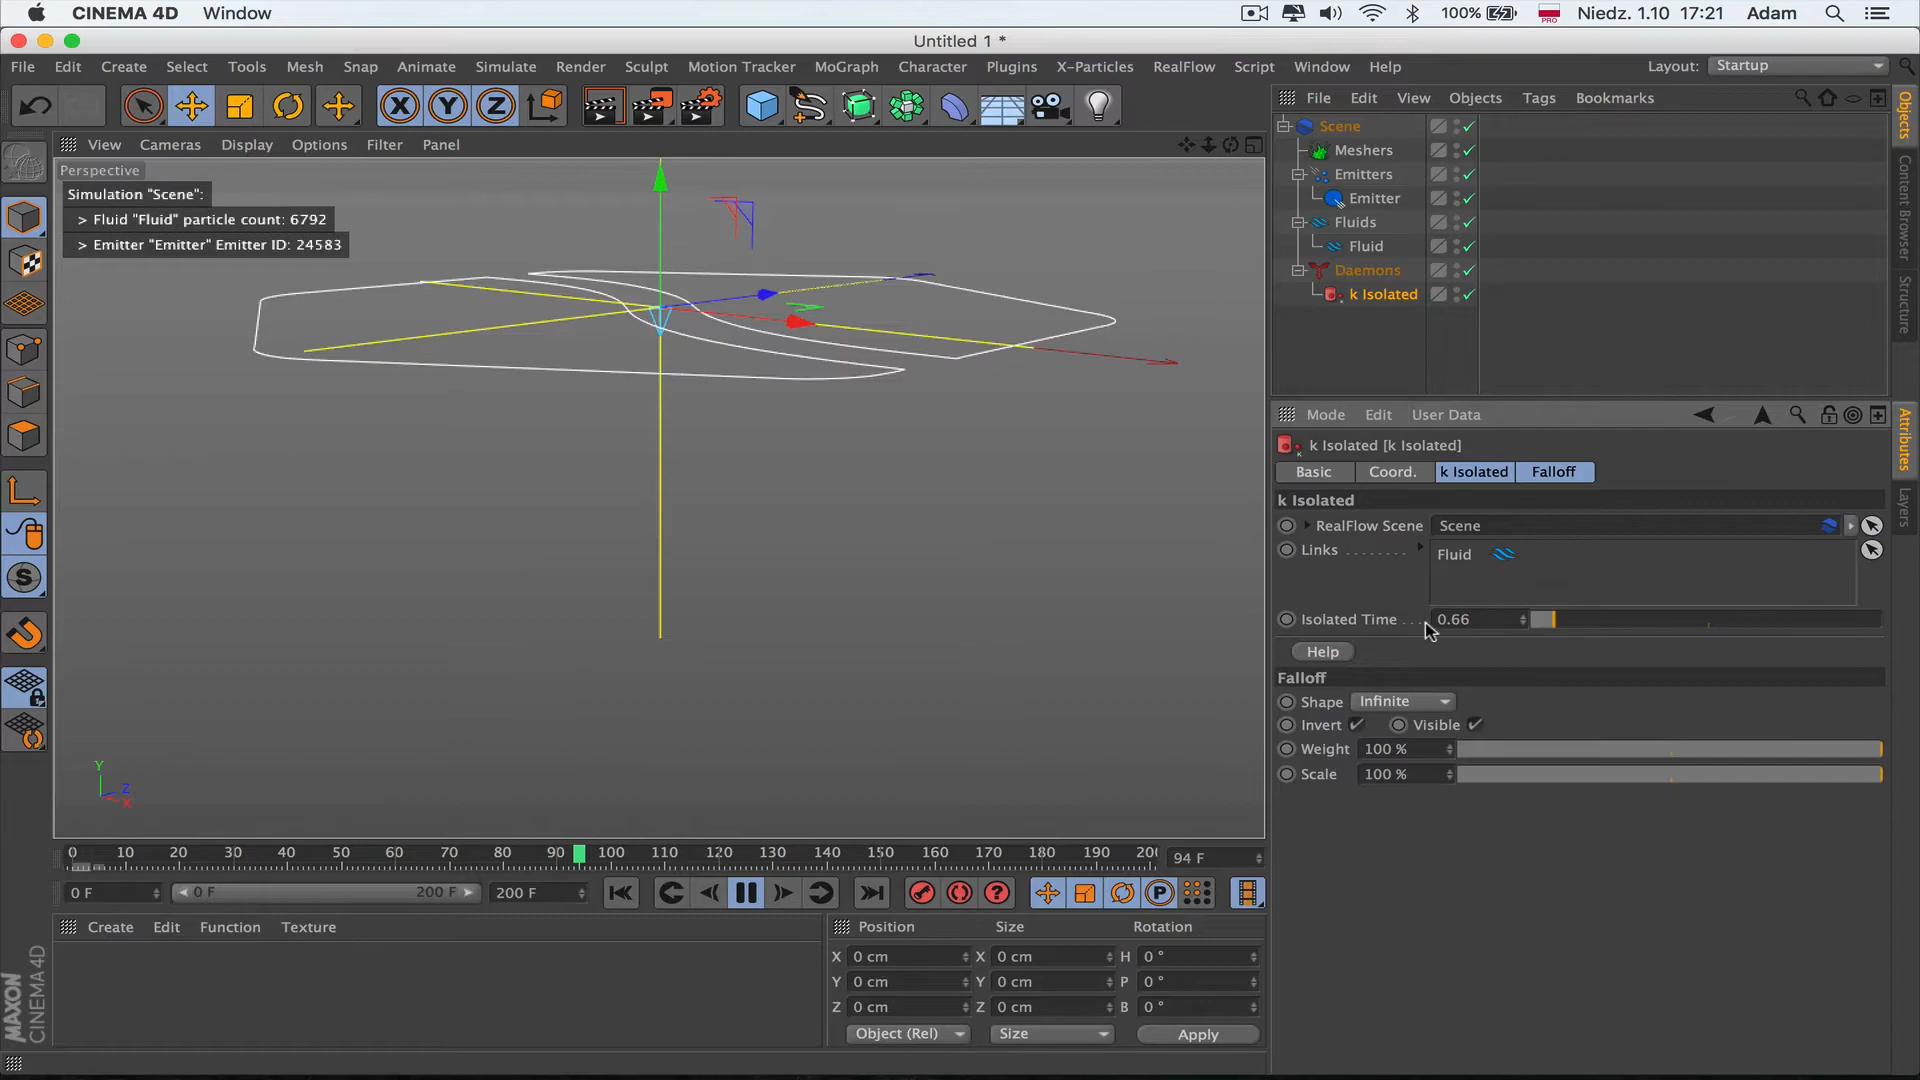 CINEMA 4D Window 100% PRO Niedz. 1.10 17:21 Adam
Untitled 1 *
File Edit Create Select Tools Mesh Snap Animate Simulate Render Sculpt Motion Tracker MoGraph Character Plugins X-Particles RealFlow Script Window Help Layout: Startup
X Y Z
File Edit View Objects Tags Bookmarks
View Cameras Display Options Filter Panel
Perspective
Simulation "Scene":
> Fluid "Fluid" particle count: 6792
> Emitter "Emitter" Emitter ID: 24583
Scene
Meshers
Emitters
Emitter
Fluids
Fluid
Daemons
k Isolated
Objects
Content Browser
Structure
Mode Edit User Data
k Isolated [k Isolated]
Basic Coord. k Isolated Falloff
k Isolated
RealFlow Scene Scene
Links Fluid
Isolated Time 0.66
Help
Falloff
Shape Infinite
Invert Visible
Weight 100 %
Scale 100 %
Attributes
Layers
Y
Z
X
0 10 20 30 40 50 60 70 80 90 100 110 120 130 140 150 160 170 180 190 94 F
0 F 0 F 200 F 200 F P
Create Edit Function Texture
Position Size Rotation
X 0 cm X 0 cm H 0 °
Y 0 cm Y 0 cm P 0 °
Z 0 cm Z 0 cm B 0 °
Object (Rel) Size Apply
MAXON
CINEMA 4D